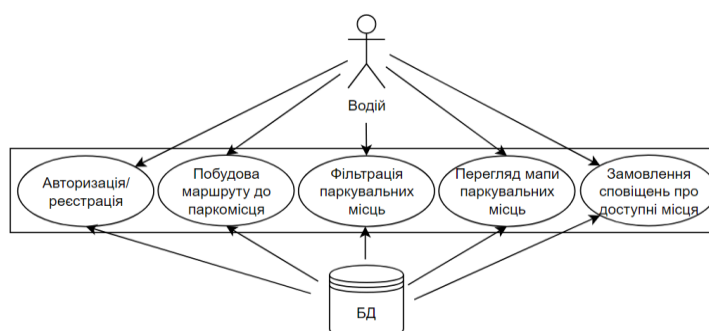 Водій
Авторизація/
реєстрація
Побудова
маршруту до
паркомісця
Фільтрація
паркувальних
місць
Перегляд мапи
паркувальних
місць
Замовлення
сповіщень про
доступні місця
БД